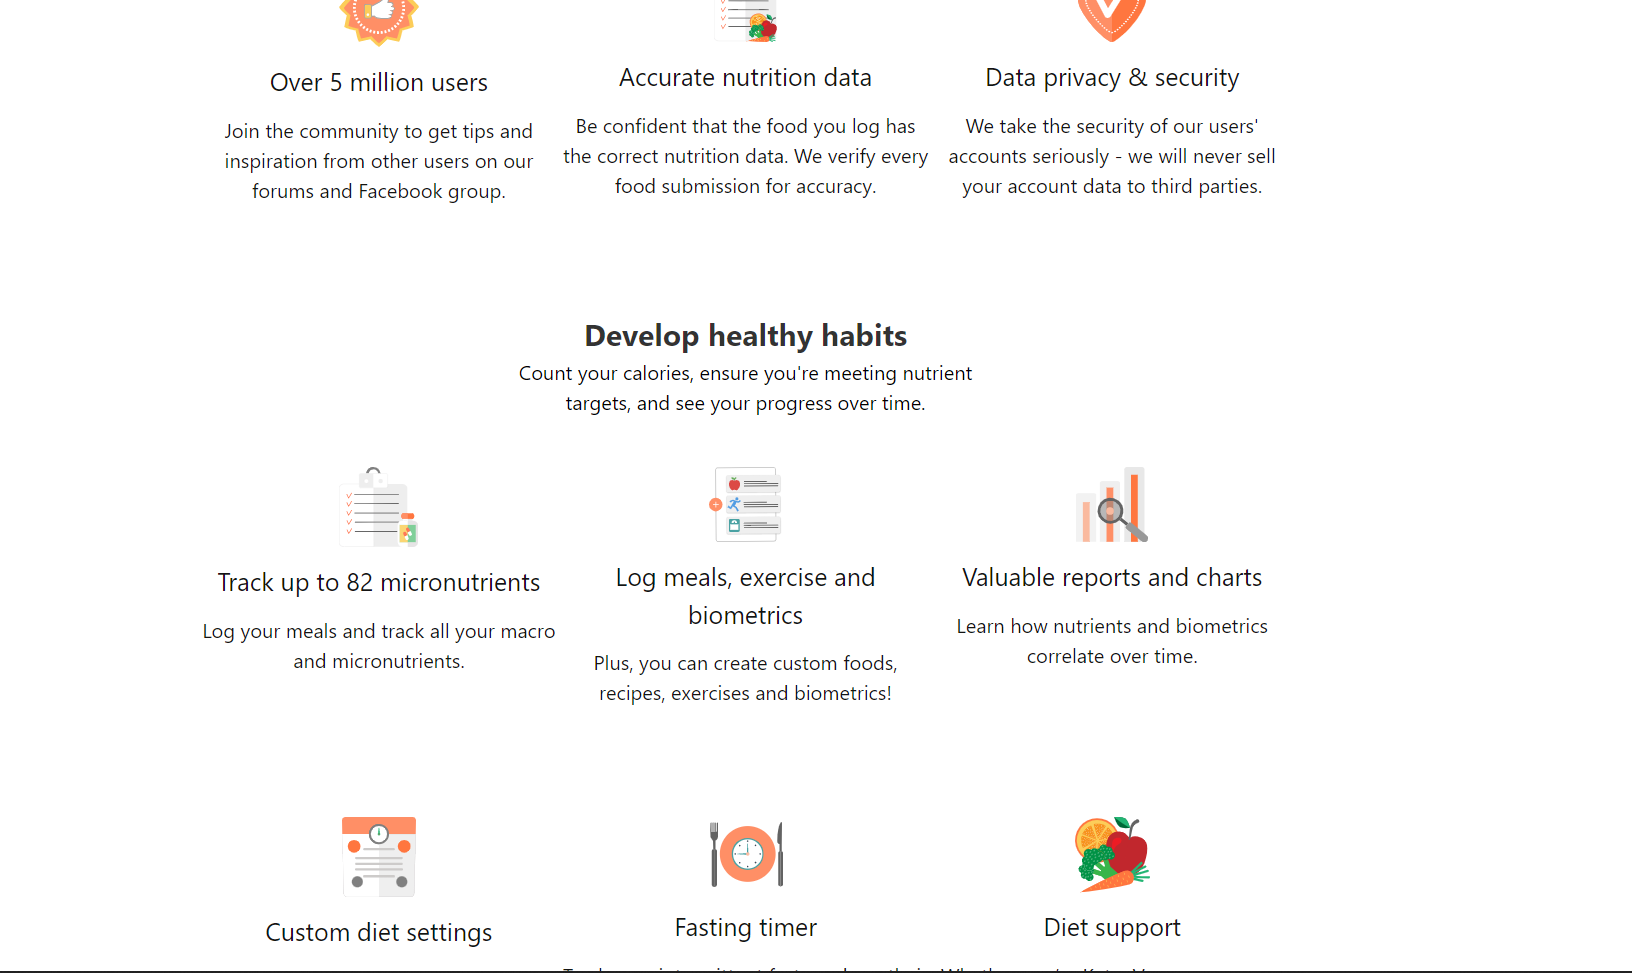 Over 5 million users
Join the community to get tips and
inspiration from other users on our
forums and Facebook group.
Accurate nutrition data
Be confident that the food you log has
the correct nutrition data. We verify every
food submission for accuracy.
Data privacy & security
We take the security of our users'
accounts seriously - we will never sell
your account data to third parties.
Develop healthy habits
Count your calories, ensure you're meeting nutrient
targets, and see your progress over time.
Track up to 82 micronutrients
Log your meals and track all your macro
and micronutrients.
Log meals, exercise and
biometrics
Plus, you can create custom foods,
recipes, exercises and biometrics!
Valuable reports and charts
Learn how nutrients and biometrics
correlate over time.
Custom diet settings
Fasting timer
Diet support